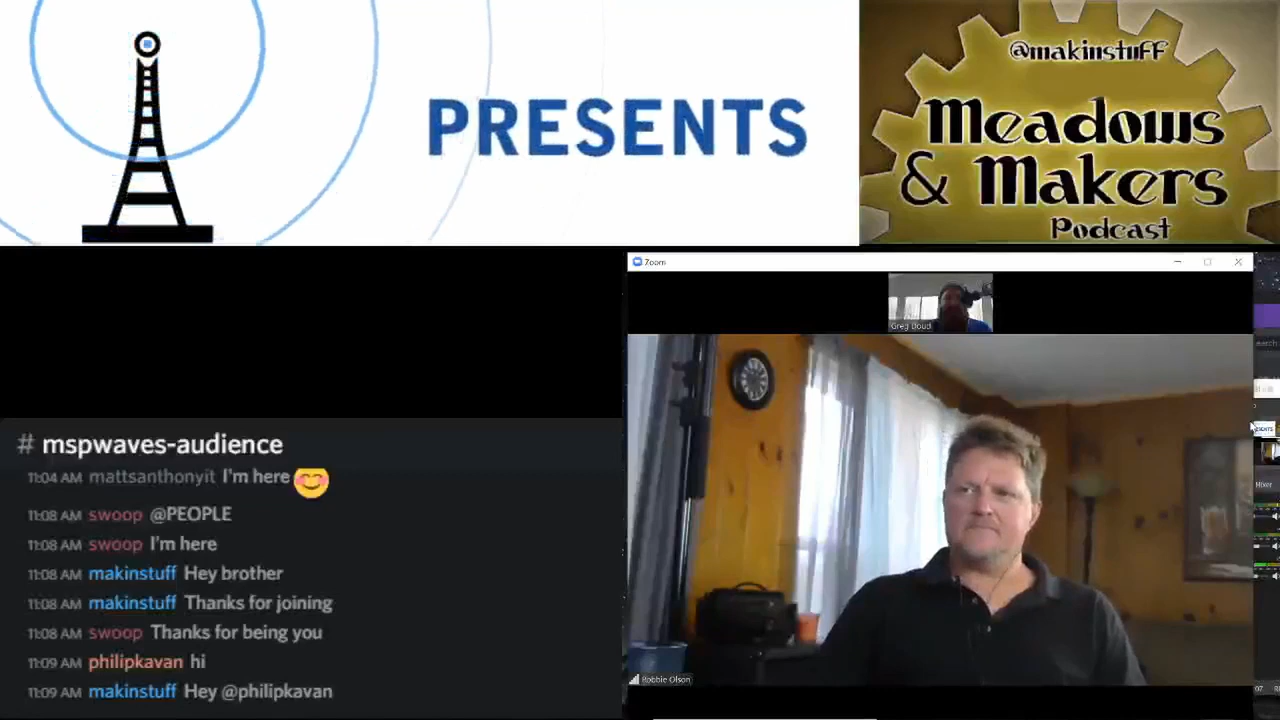 PRESENTS
@makinstuff
Meadows
& Makers
Podcast
Zoom
Greg Doud
# mspwaves-audience
11:04 AM mattsanthonyit I'm here 😊
11:08 AM swoop @PEOPLE
11:08 AM swoop I'm here
11:08 AM makinstuff Hey brother
11:08 AM makinstuff Thanks for joining
11:08 AM swoop Thanks for being you
11:09 AM philipkavan hi
11:09 AM makinstuff Hey @philipkavan
Robbie Olson
earch
Mixer